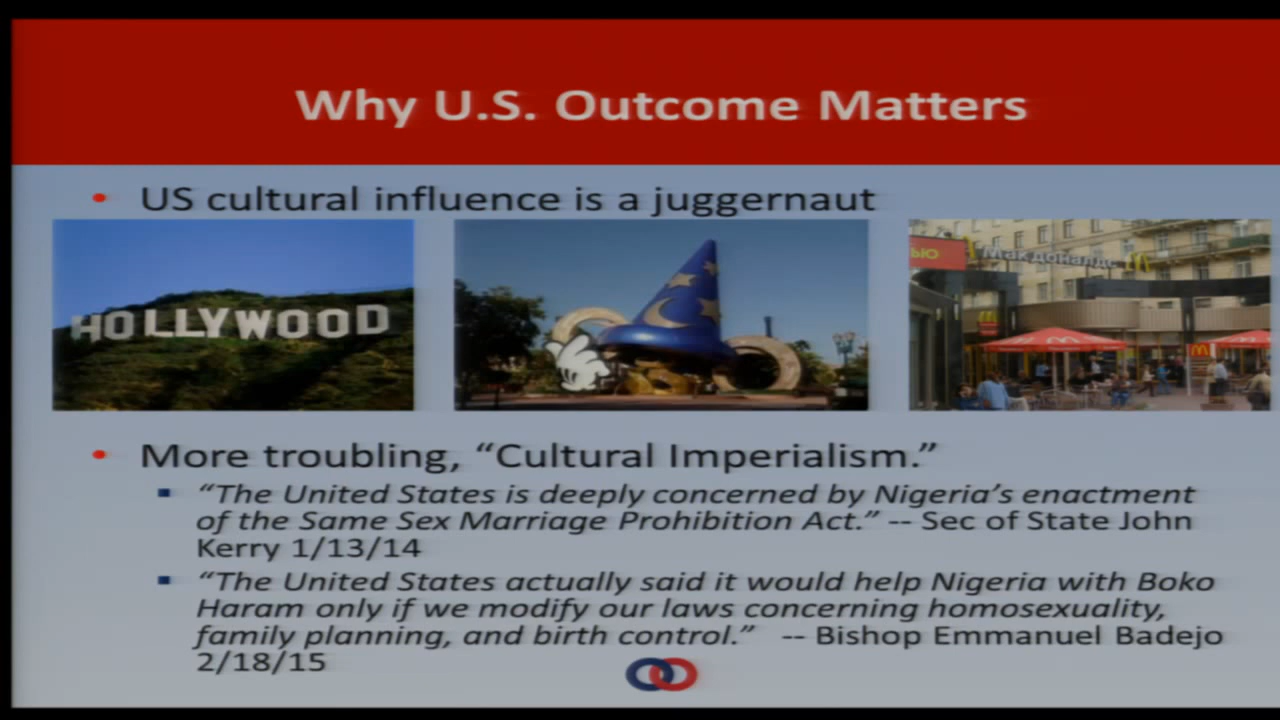 Why U.S. Outcome Matters
• US cultural influence is a juggernaut
HOLLYWOOD
ЬЮ
Макдоналдс
• More troubling, “Cultural Imperialism.”
▪ “The United States is deeply concerned by Nigeria’s enactment
of the Same Sex Marriage Prohibition Act.” -- Sec of State John
Kerry 1/13/14
▪ “The United States actually said it would help Nigeria with Boko
Haram only if we modify our laws concerning homosexuality,
family planning, and birth control.” -- Bishop Emmanuel Badejo
2/18/15